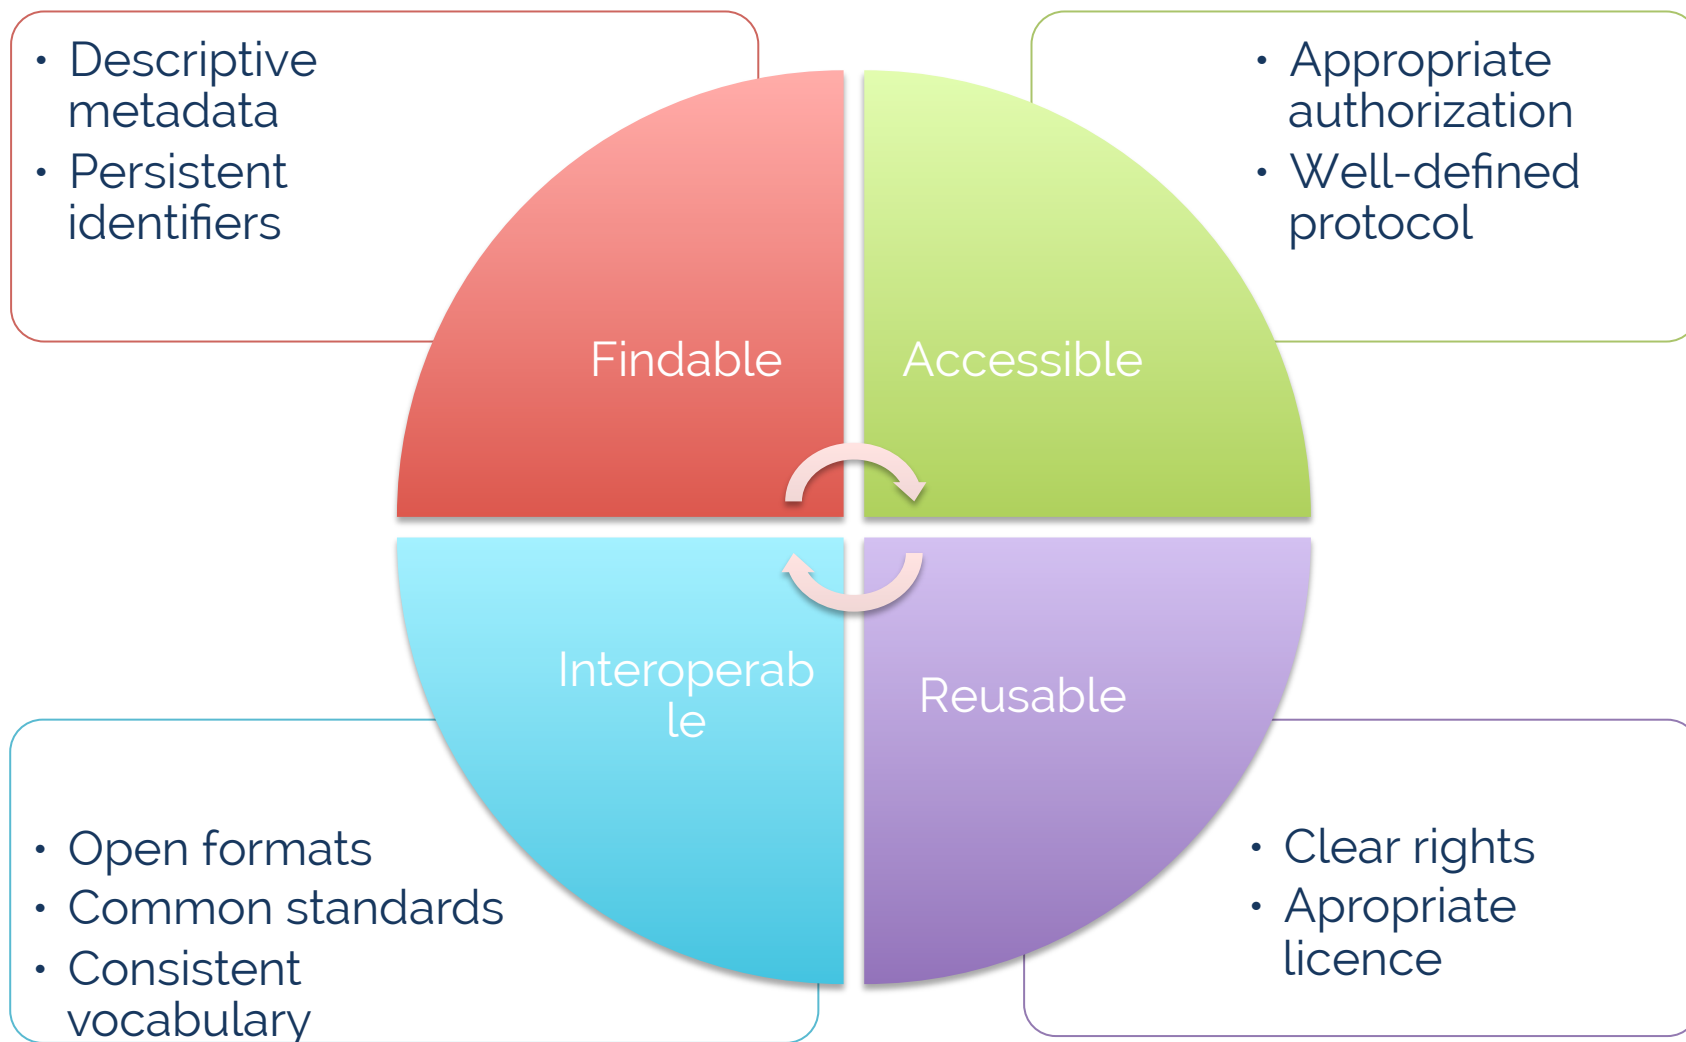 • Descriptive
metadata
• Persistent
identifiers
• Appropriate
authorization
• Well-defined
protocol
Findable
Accessible
Interoperab
le
Reusable
• Open formats
• Common standards
• Consistent
vocabulary
• Clear rights
• Apropriate
licence